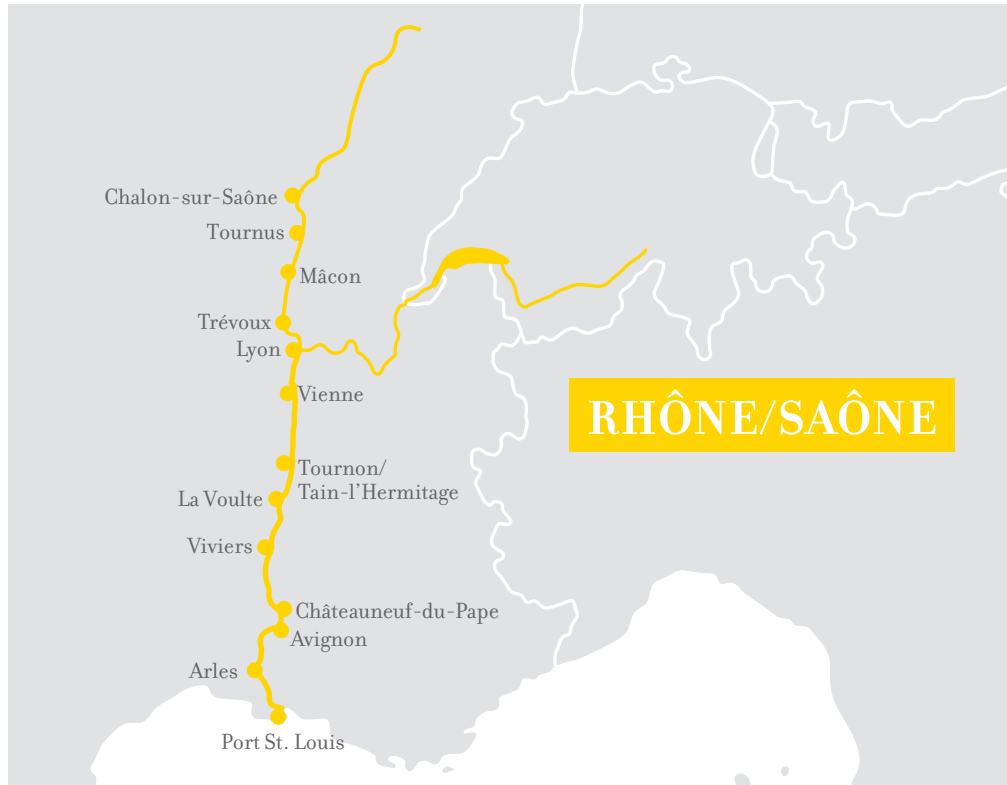 Chalon-sur-Saône
Tournus
Mâcon
Trévoux
Lyon
Vienne
RHÔNE/SAÔNE
Tournon/
Tain-l’Hermitage
La Voulte
Viviers
Châteauneuf-du-Pape
Avignon
Arles
Port St. Louis